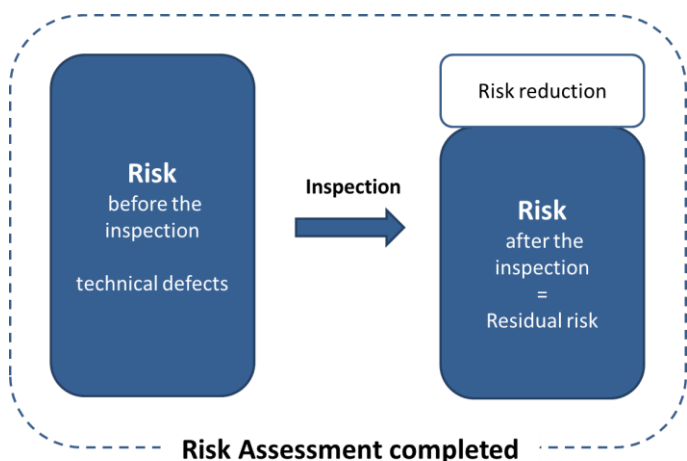 Risk
before the
inspection
technical defects
Inspection
Risk reduction
Risk
after the
inspection
=
Residual risk
Risk Assessment completed